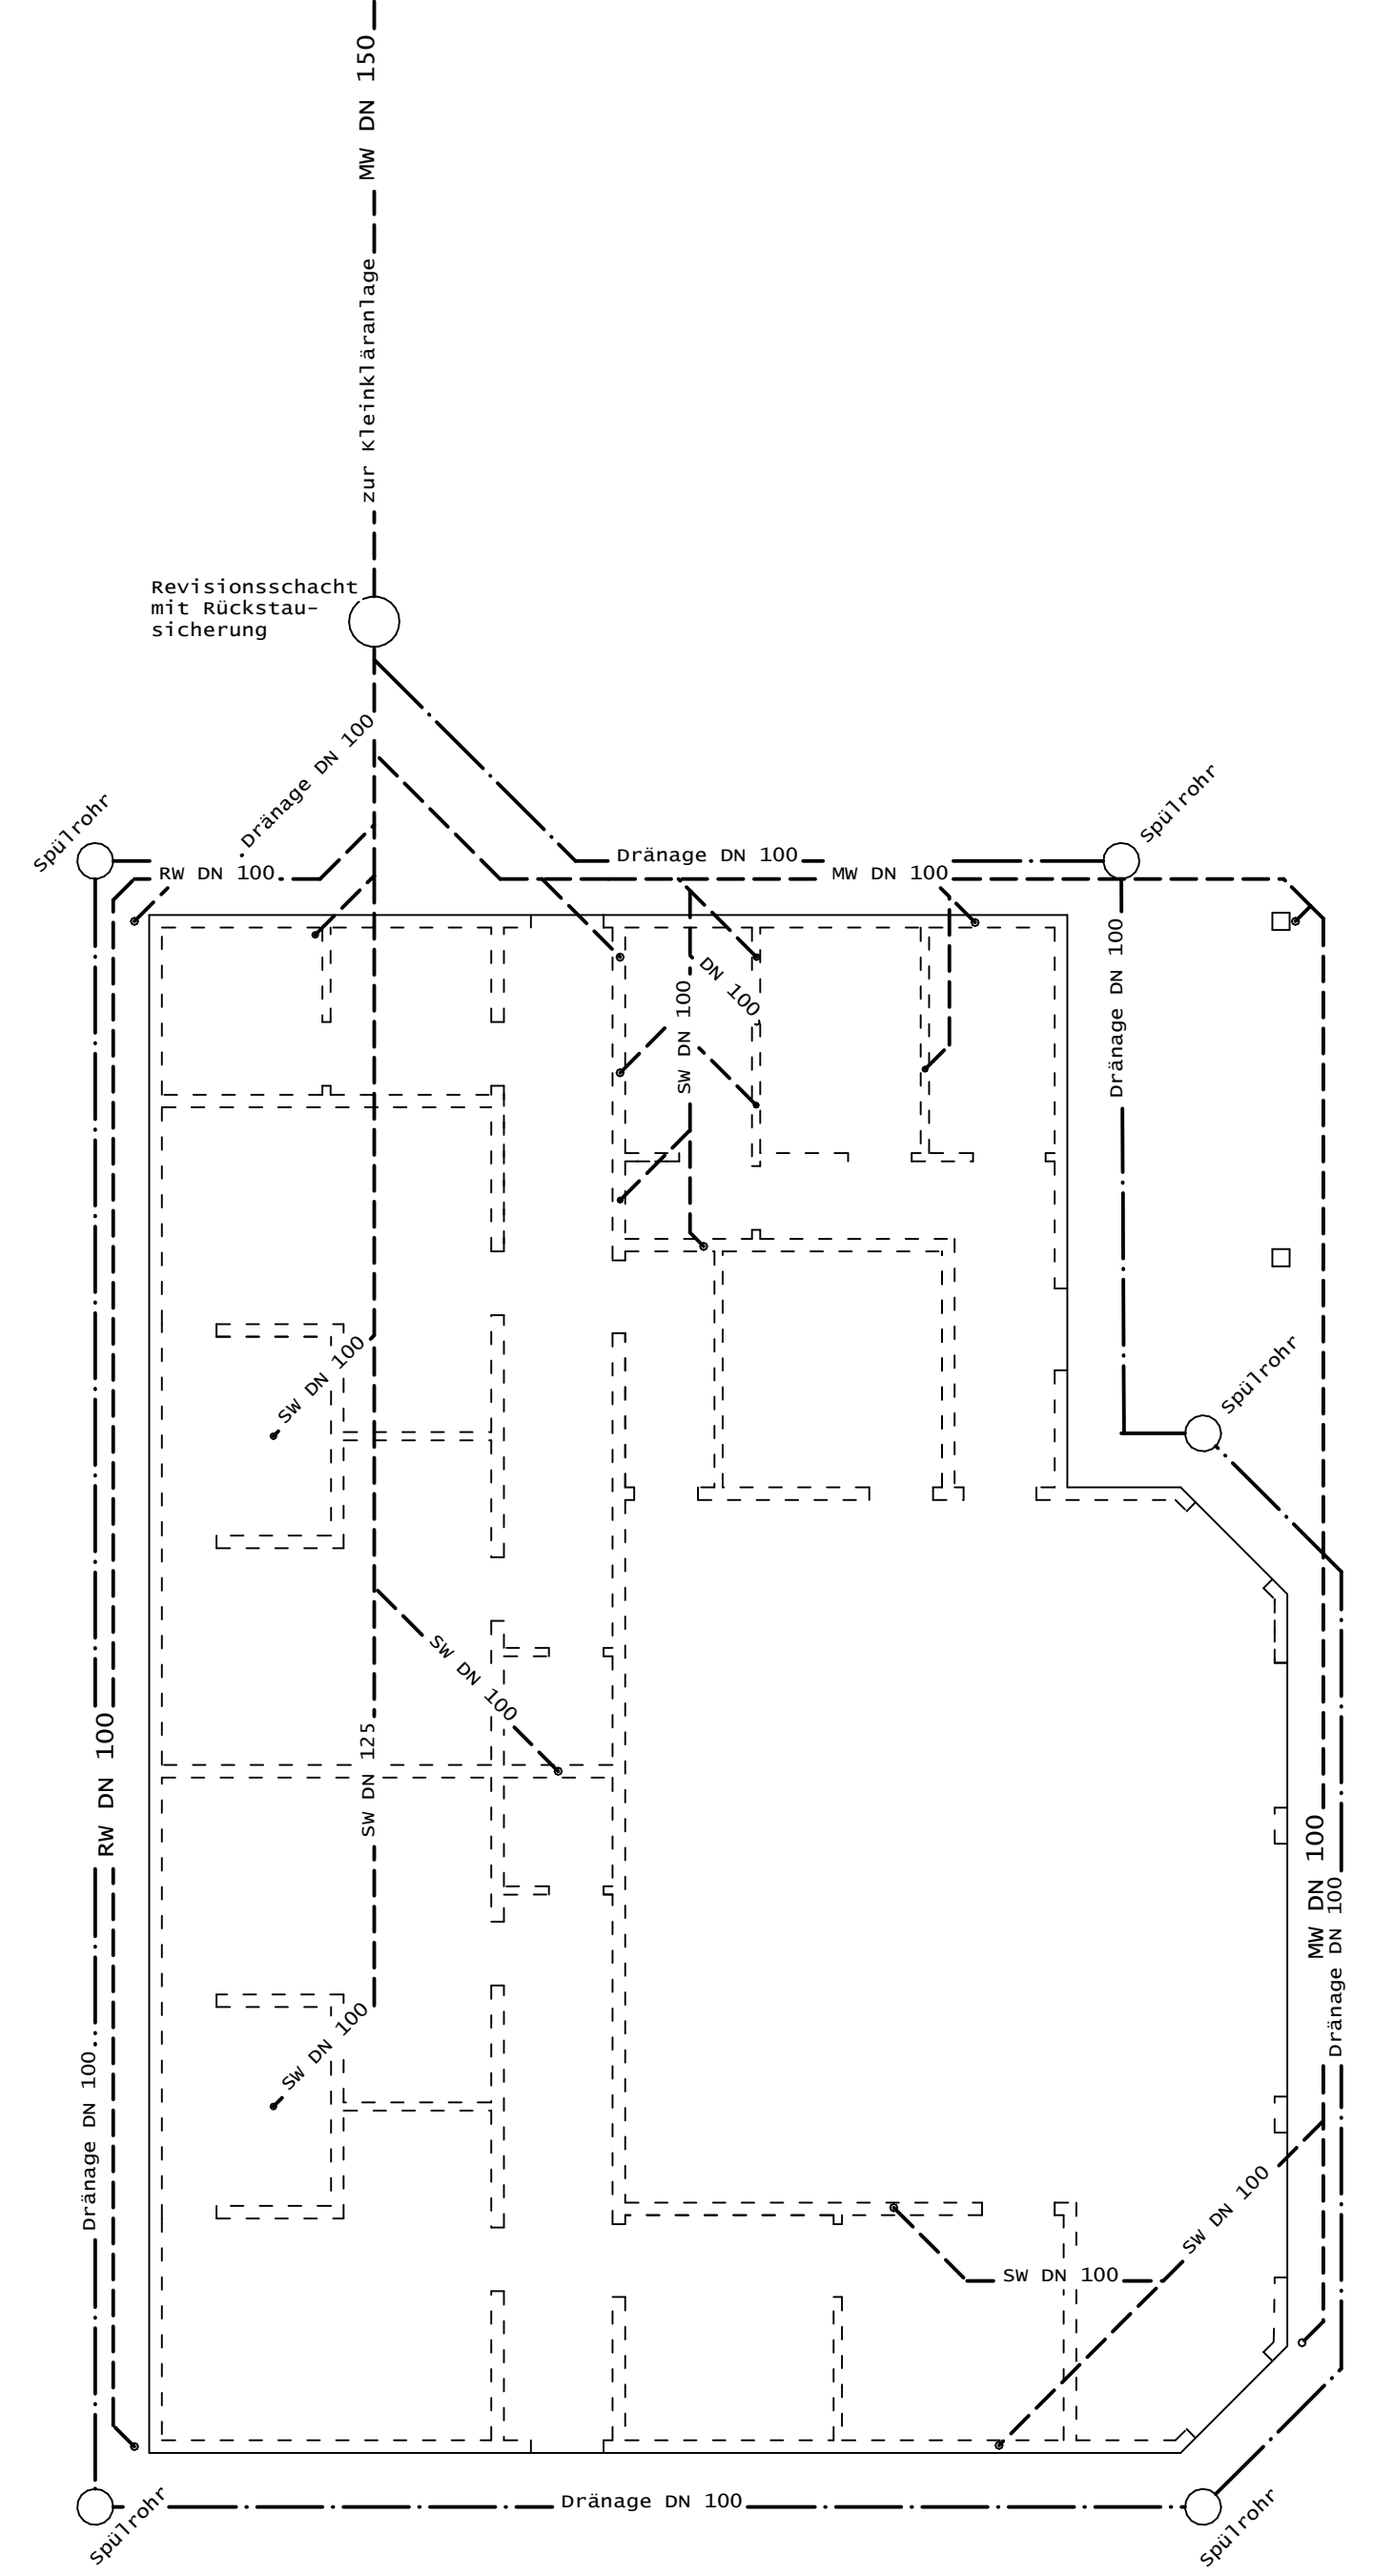 MW DN 150
zur Kleinkläranlage
Revisionsschacht
mit Rückstau-
sicherung
Dränage DN 100
Spülrohr
Spülrohr
RW DN 100
Dränage DN 100
MW DN 100
DN 100
SW DN 100
Dränage DN 100
SW DN 100
Spülrohr
SW DN 100
RW DN 100
SW DN 125
MW DN 100
Dränage DN 100
Dränage DN 100
SW DN 100
SW DN 100
SW DN 100
Dränage DN 100
Spülrohr
Spülrohr